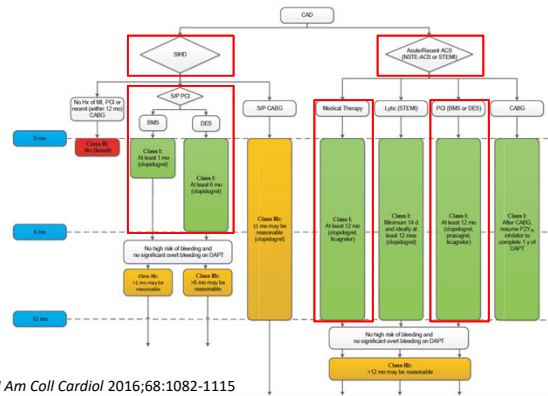 CAD
SIHD
Acute/Recent ACS
(NSTE-ACS or STEMI)
No Hx of MI, PCI or
recent (within 12 mo)
CABG
S/P PCI
S/P CABG
Medical Therapy
Lytic (STEMI)
PCI (BMS or DES)
CABG
BMS
DES
0 mo
Class III:
No Benefit
Class I:
At least 1 mo
(clopidogrel)
Class I:
At least 6 mo
(clopidogrel)
Class IIb:
12 mo may be
reasonable
(clopidogrel)
Class I:
At least 12 mo
(clopidogrel,
ticagrelor)
Class I:
Minimum 14 d
and ideally at
least 12 mos
(clopidogrel)
Class I:
At least 12 mo
(clopidogrel,
prasugrel,
ticagrelor)
Class I:
After CABG,
resume P2Y12
inhibitor to
complete 1 y of
DAPT
6 mo
No high risk of bleeding and
no significant overt bleeding on DAPT
Class IIb:
>1 mo may be
reasonable
Class IIb:
>6 mo may be
reasonable
12 mo
No high risk of bleeding and
no significant overt bleeding on DAPT
Class IIb:
>12 mo may be reasonable
Am Coll Cardiol 2016;68:1082-1115